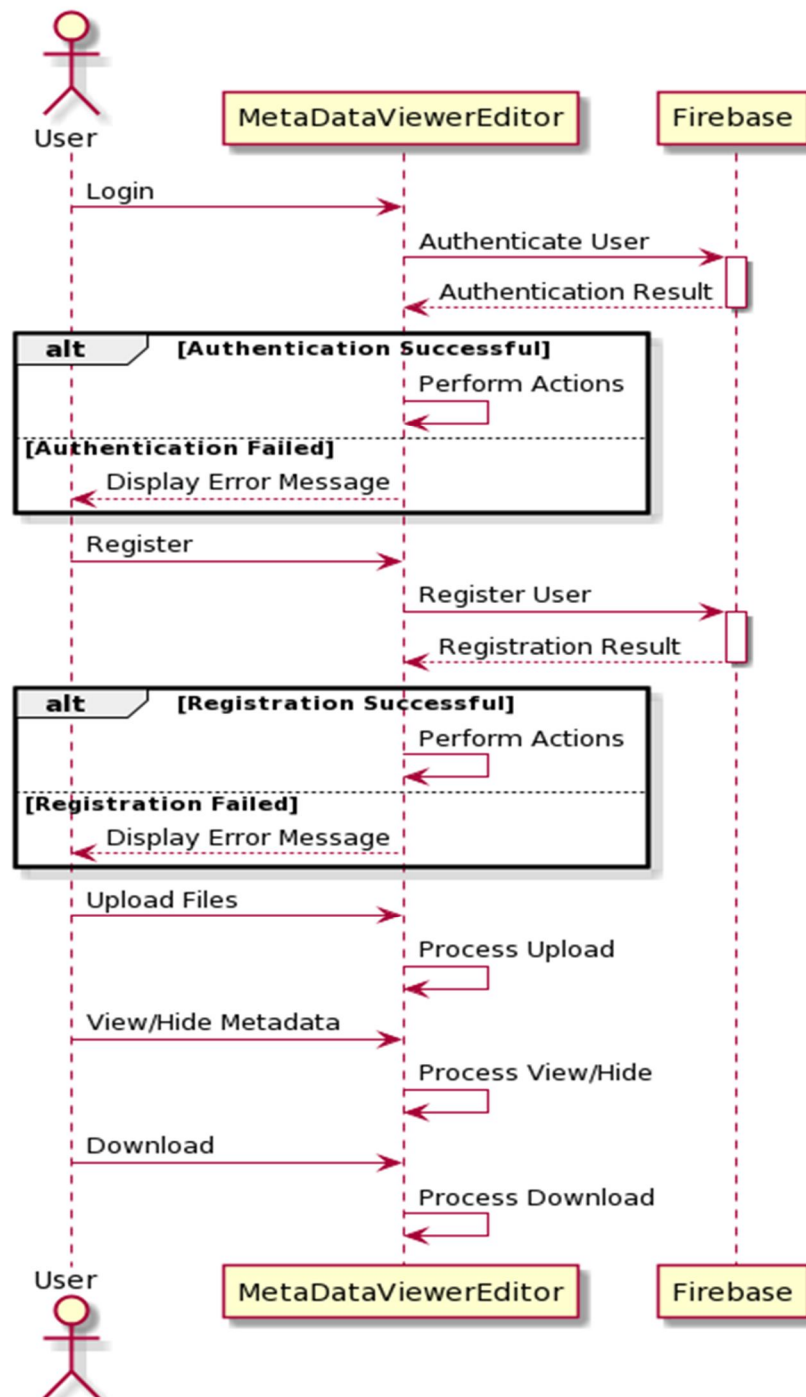 User
MetaDataViewerEditor
Firebase
Login
Authenticate User
Authentication Result
alt
[Authentication Successful]
Perform Actions
[Authentication Failed]
Display Error Message
Register
Register User
Registration Result
alt
[Registration Successful]
Perform Actions
[Registration Failed]
Display Error Message
Upload Files
Process Upload
View/Hide Metadata
Process View/Hide
Download
Process Download
User
MetaDataViewerEditor
Firebase